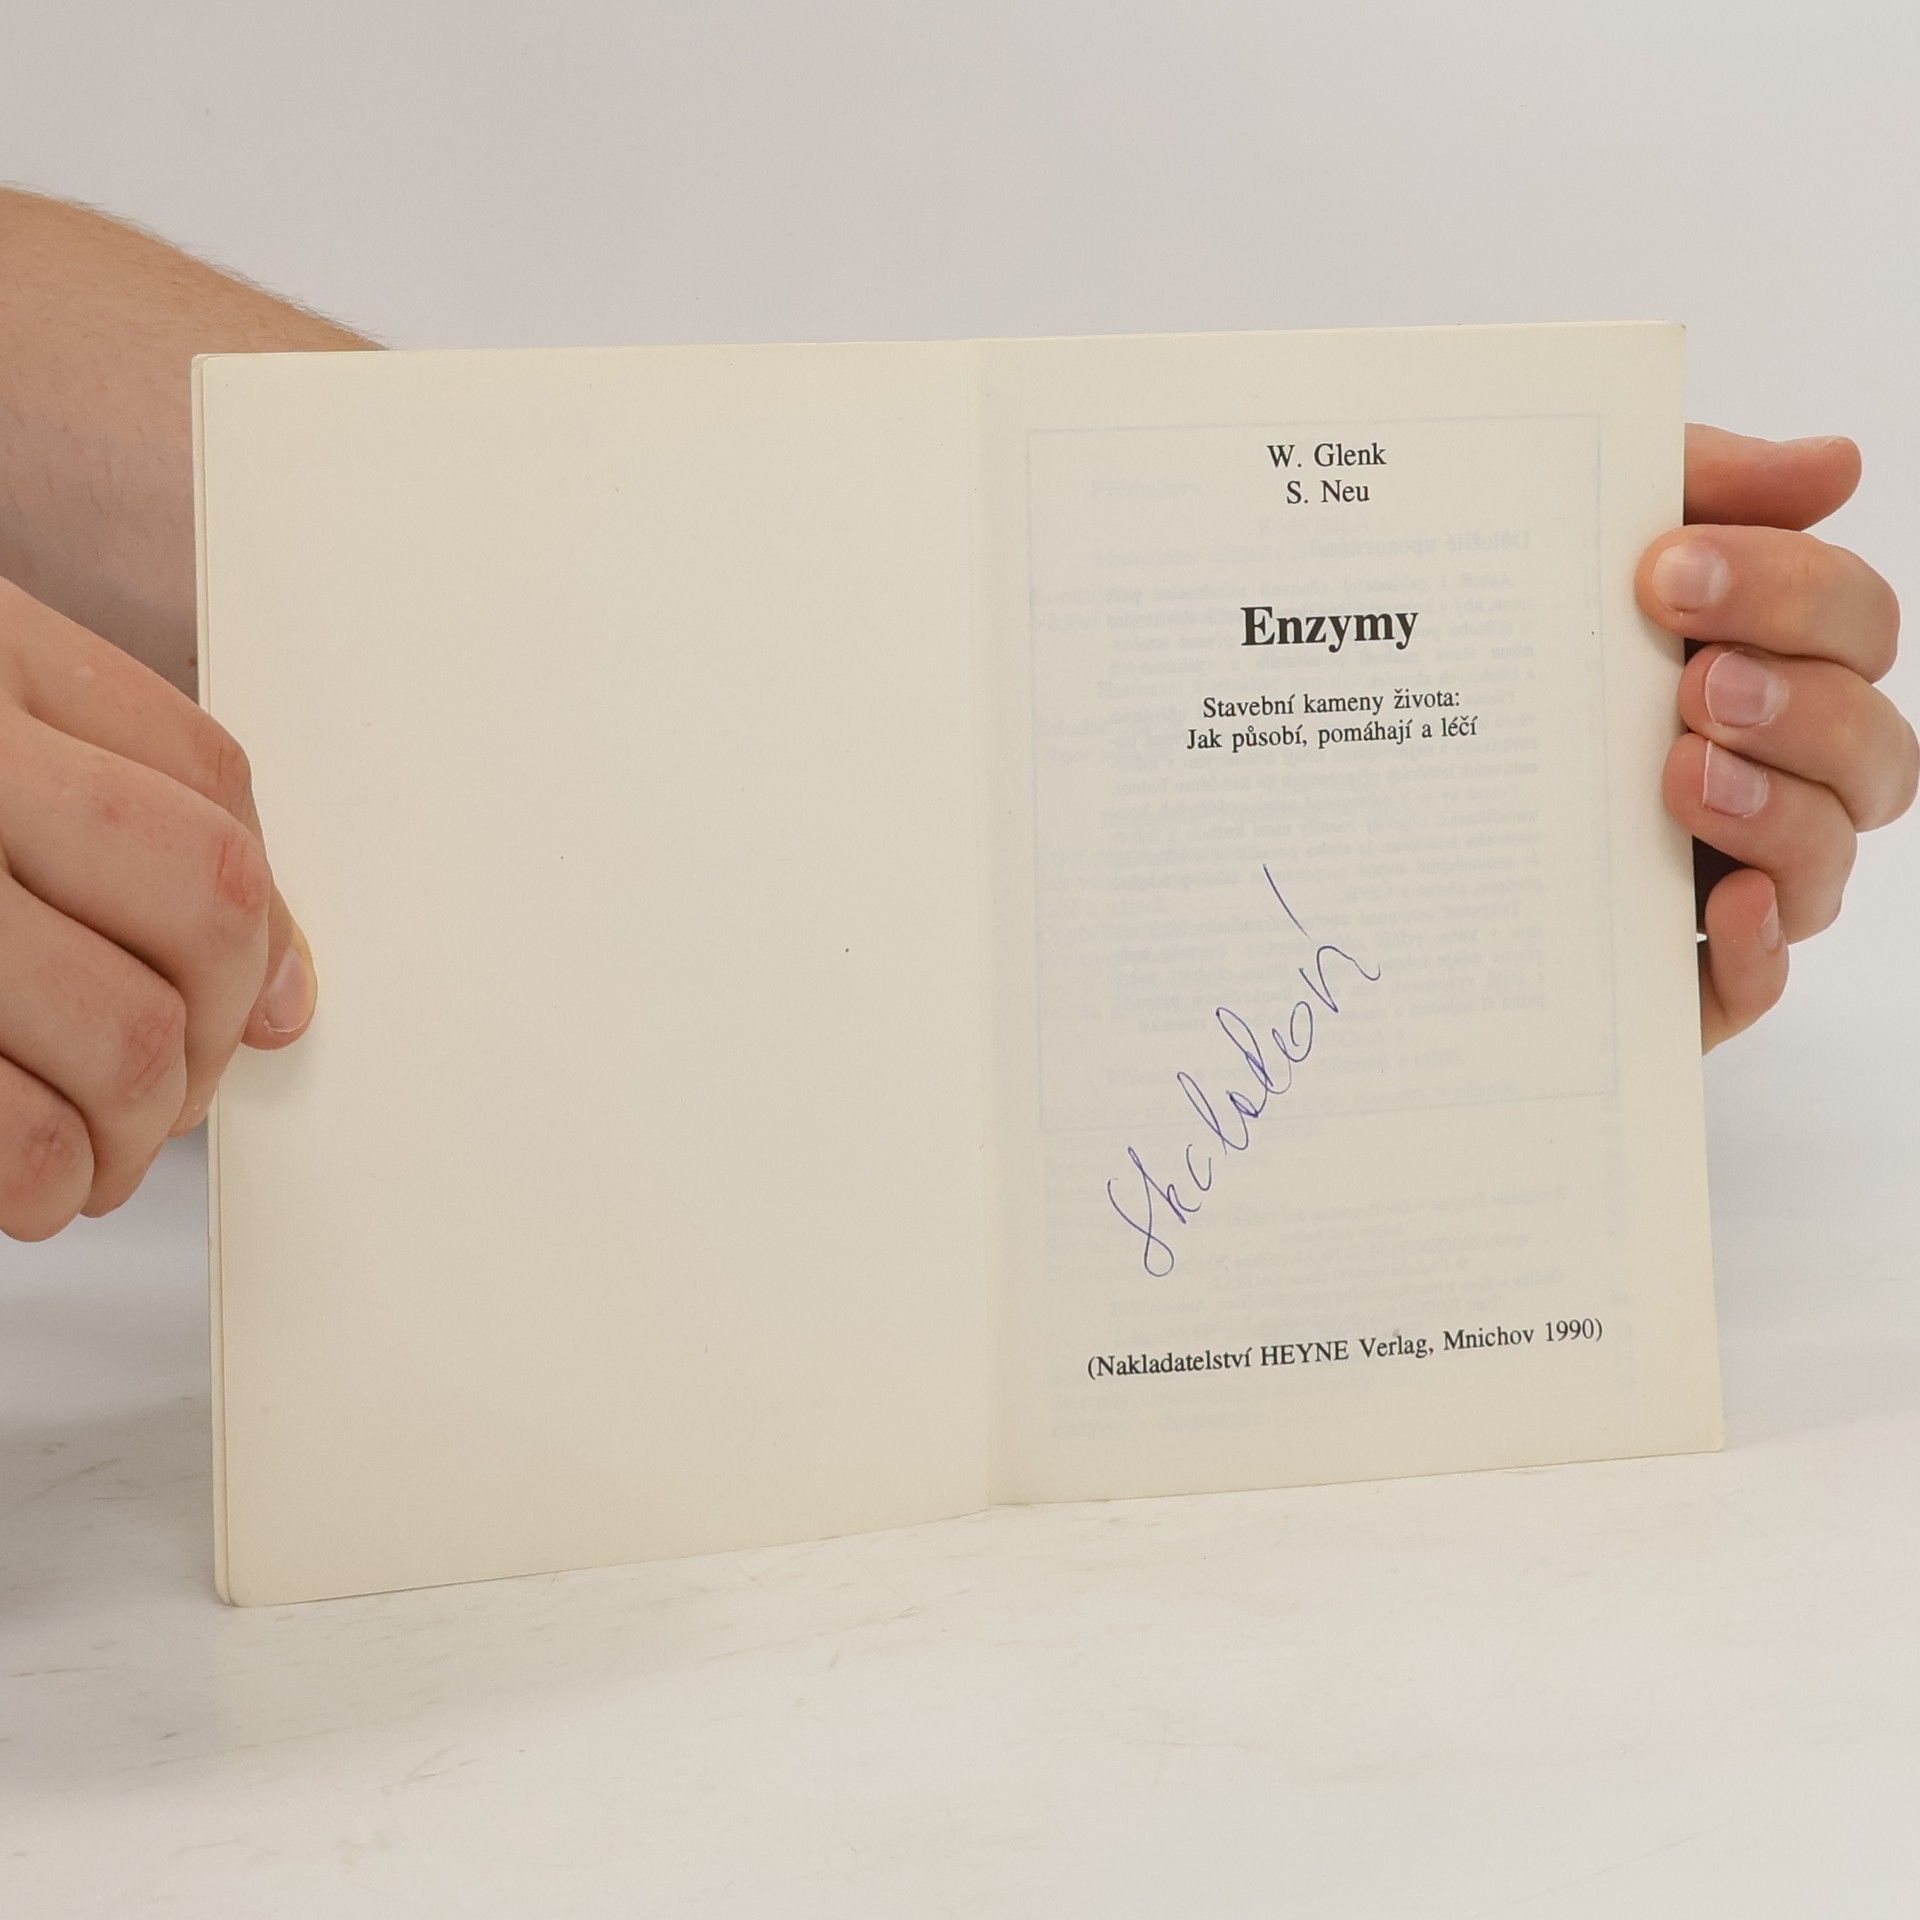 W. Glenk
S. Neu
Enzymy
Stavební kameny života:
Jak působí, pomáhají a léčí
(Nakladatelství HEYNE Verlag, Mnichov 1990)